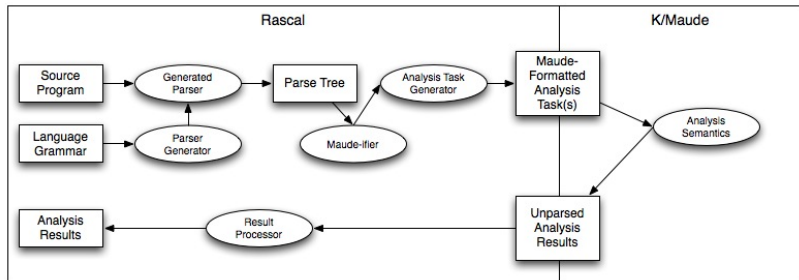 Rascal
K/Maude
Source
Program
Generated
Parser
Parse Tree
Analysis Task
Generator
Maude-
Formatted
Analysis
Task(s)
Language
Grammar
Parser
Generator
Maude-ifier
Analysis
Semantics
Analysis
Results
Result
Processor
Unparsed
Analysis
Results